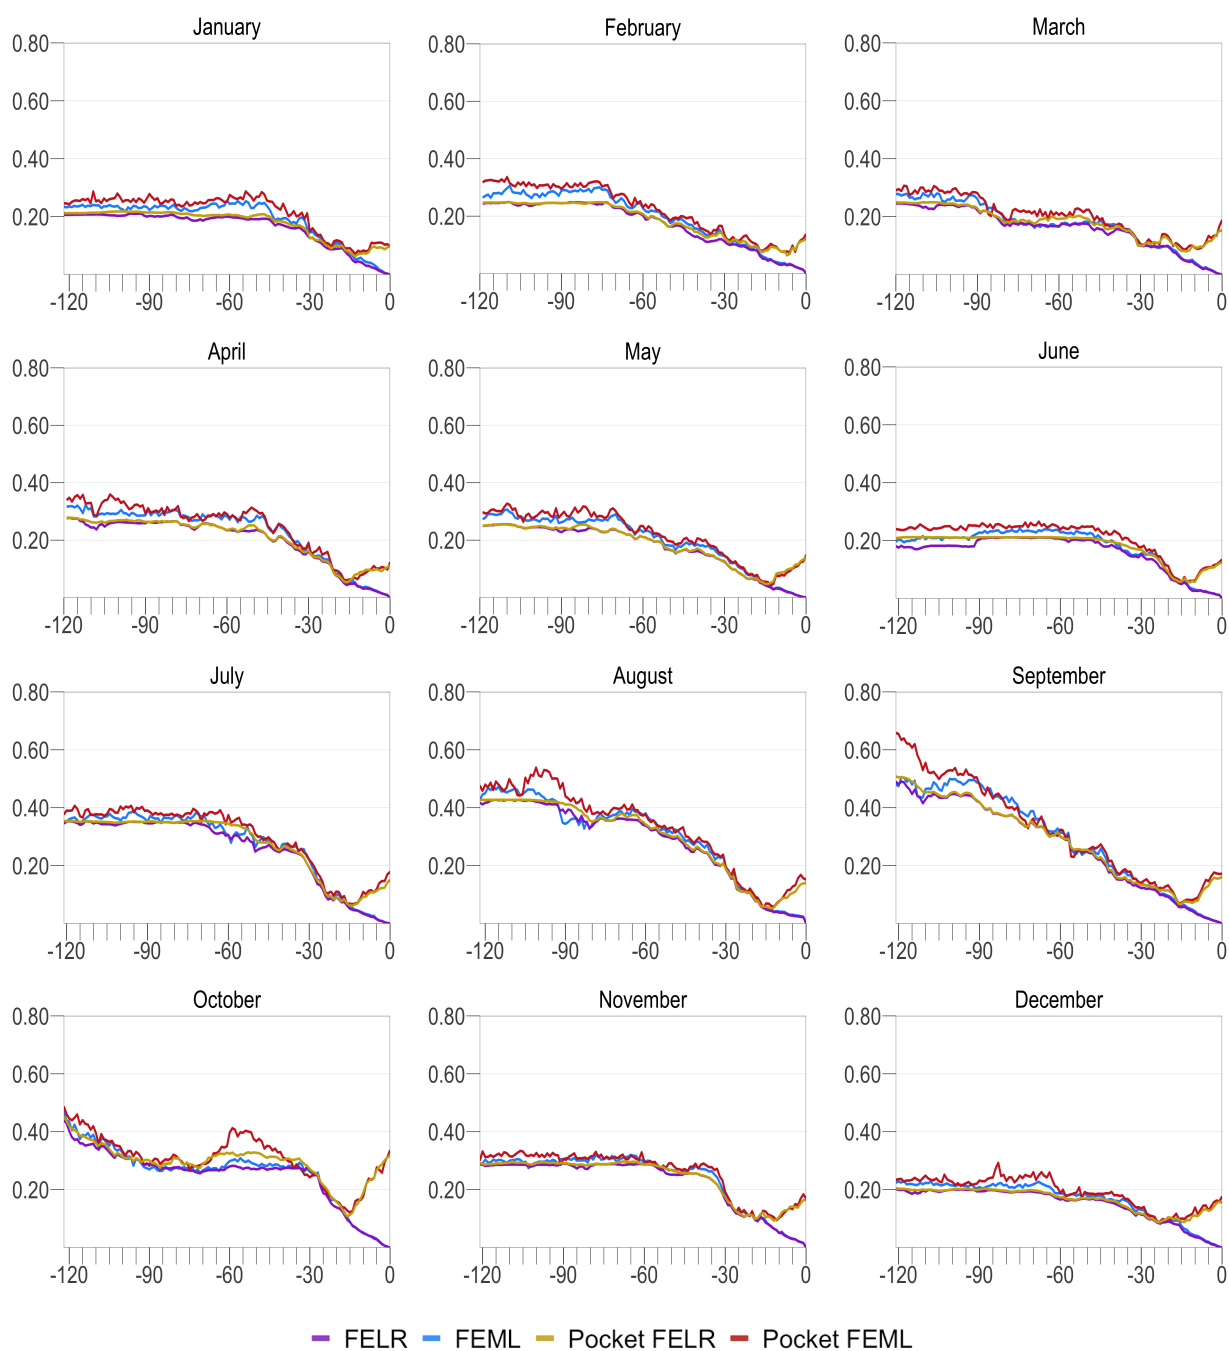 January February March
0.80 0.80 0.80
0.60 0.60 0.60
0.40 0.40 0.40
0.20 0.20 0.20
-120 -90 -60 -30 0 -120 -90 -60 -30 0 -120 -90 -60 -30 0
April May June
0.80 0.80 0.80
0.60 0.60 0.60
0.40 0.40 0.40
0.20 0.20 0.20
-120 -90 -60 -30 0 -120 -90 -60 -30 0 -120 -90 -60 -30 0
July August September
0.80 0.80 0.80
0.60 0.60 0.60
0.40 0.40 0.40
0.20 0.20 0.20
-120 -90 -60 -30 0 -120 -90 -60 -30 0 -120 -90 -60 -30 0
October November December
0.80 0.80 0.80
0.60 0.60 0.60
0.40 0.40 0.40
0.20 0.20 0.20
-120 -90 -60 -30 0 -120 -90 -60 -30 0 -120 -90 -60 -30 0
FELR FEML Pocket FELR Pocket FEML